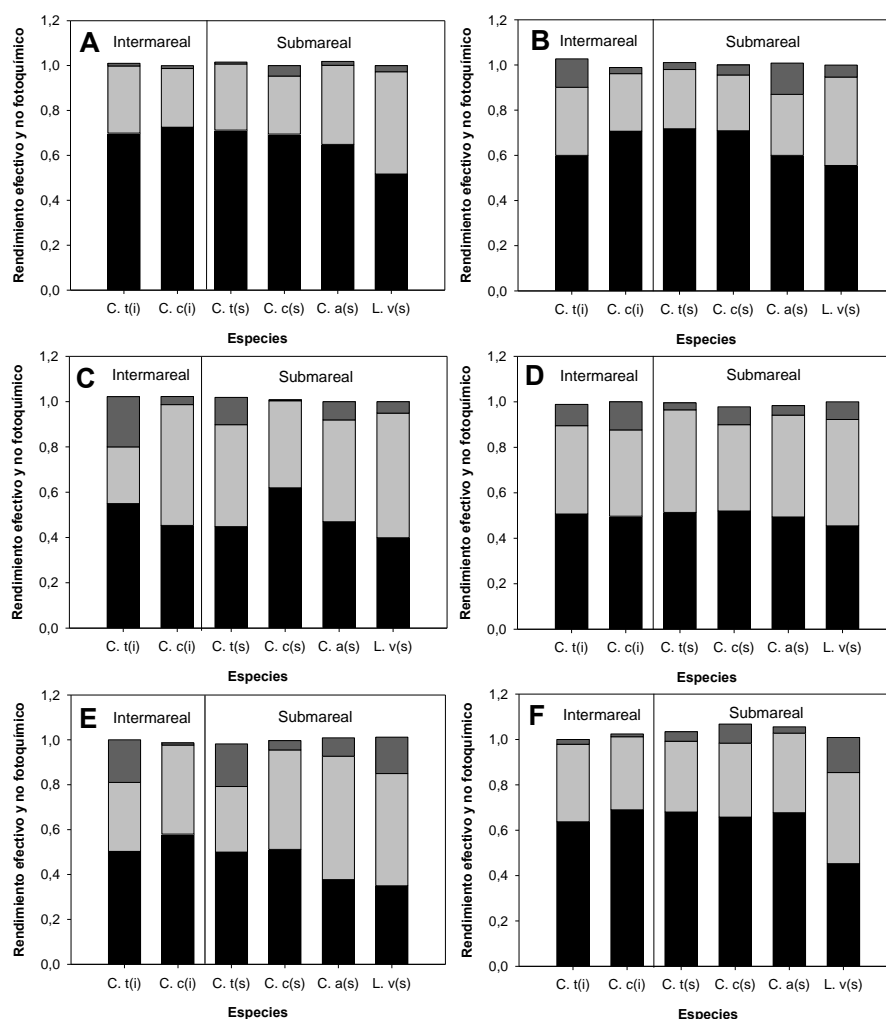 A
Intermareal Submareal
Rendimiento efectivo y no fotoquímico
1,2
1,0
0,8
0,6
0,4
0,2
0,0
C. t(i) C. c(i) C. t(s) C. c(s) C. a(s) L. v(s)
Especies
B
Intermareal Submareal
Rendimiento efectivo y no fotoquímico
1,2
1,0
0,8
0,6
0,4
0,2
0,0
C. t(i) C. c(i) C. t(s) C. c(s) C. a(s) L. v(s)
Especies
C
Intermareal Submareal
Rendimiento efectivo y no fotoquímico
1,2
1,0
0,8
0,6
0,4
0,2
0,0
C. t(i) C. c(i) C. t(s) C. c(s) C. a(s) L. v(s)
Especies
D
Intermareal Submareal
Rendimiento efectivo y no fotoquímico
1,2
1,0
0,8
0,6
0,4
0,2
0,0
C. t(i) C. c(i) C. t(s) C. c(s) C. a(s) L. v(s)
Especies
E
Intermareal Submareal
Rendimiento efectivo y no fotoquímico
1,2
1,0
0,8
0,6
0,4
0,2
0,0
C. t(i) C. c(i) C. t(s) C. c(s) C. a(s) L. v(s)
Especies
F
Intermareal Submareal
Rendimiento efectivo y no fotoquímico
1,2
1,0
0,8
0,6
0,4
0,2
0,0
C. t(i) C. c(i) C. t(s) C. c(s) C. a(s) L. v(s)
Especies